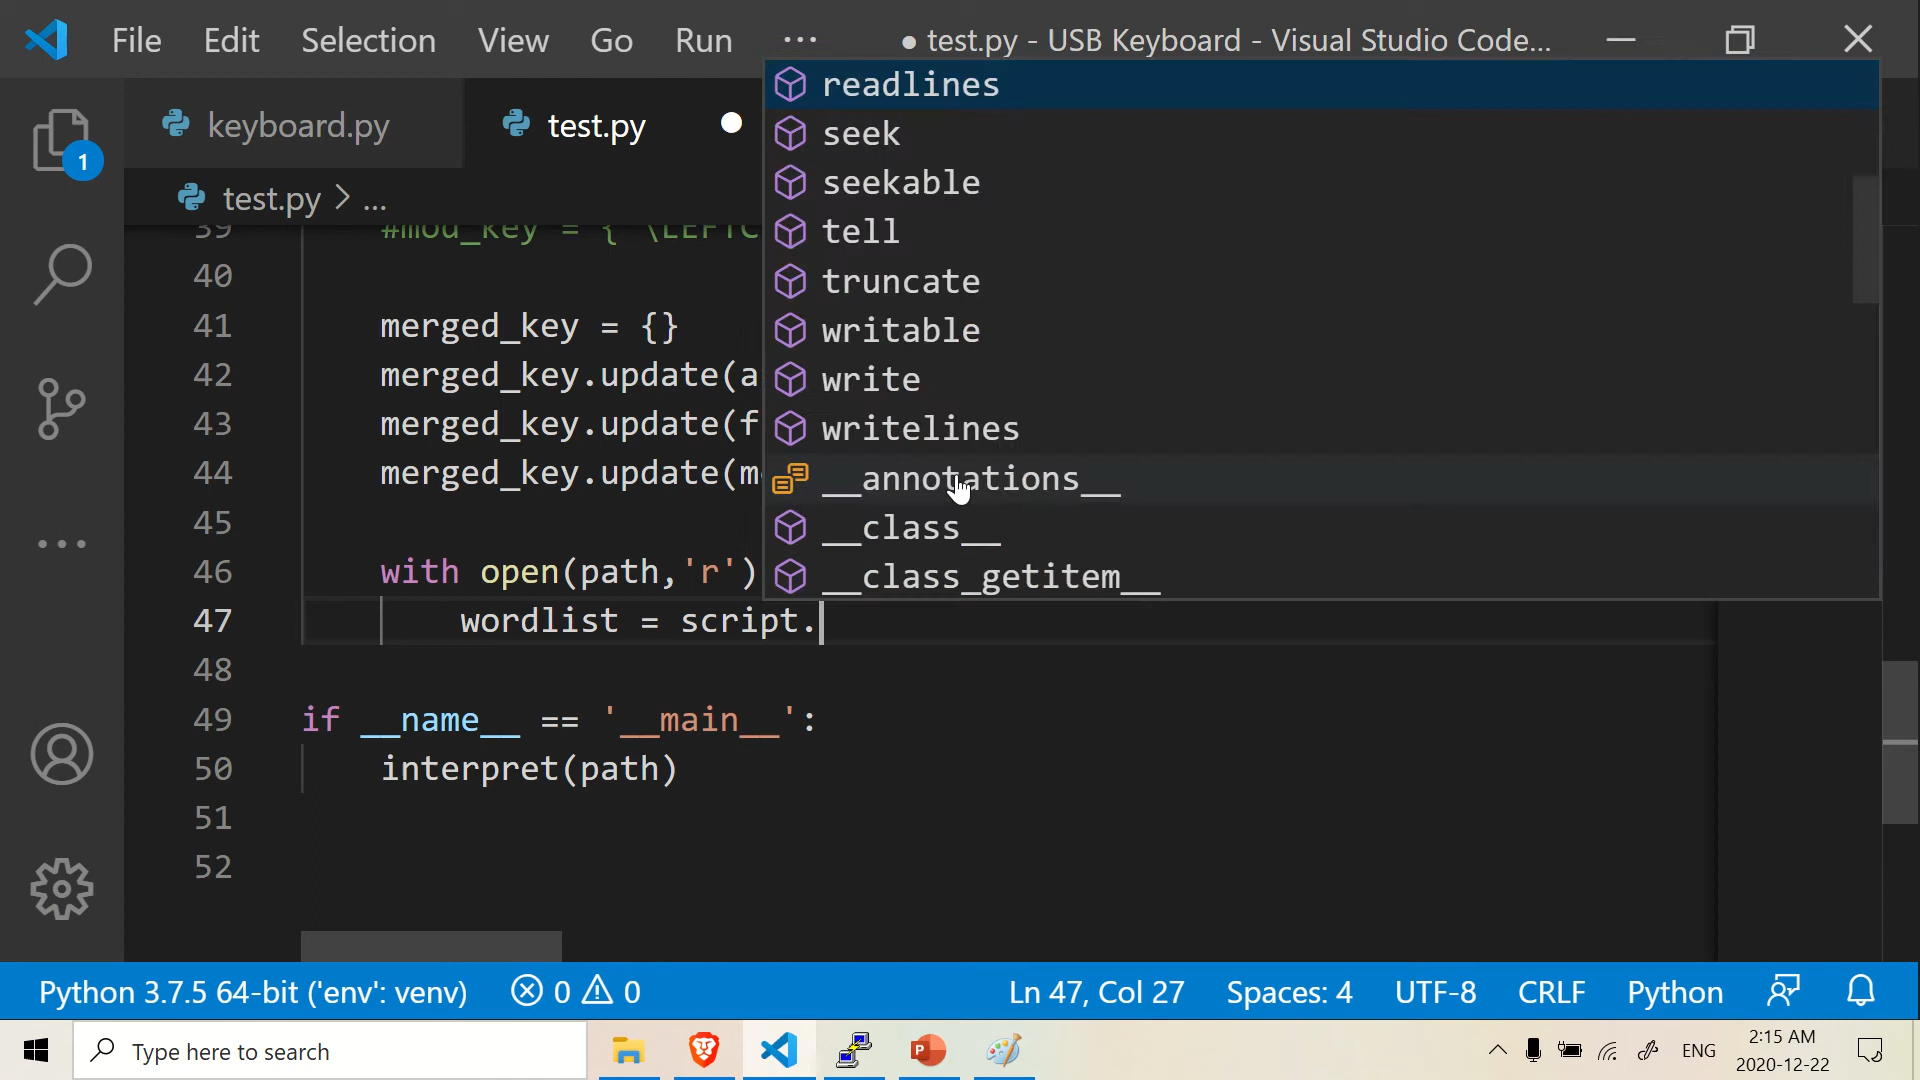 File Edit Selection View Go Run ··· ● test.py - USB Keyboard - Visual Studio Code...
keyboard.py
test.py
1
test.py > ...
readlines
seek
seekable
tell
truncate
writable
write
writelines
__annotations__
__class__
__class_getitem__
39 #mod_key = {
40
41 merged_key = {}
42 merged_key.update(a
43 merged_key.update(f
44 merged_key.update(m
45
46 with open(path,'r')
47 wordlist = script.
48
49 if __name__ == '__main__':
50 interpret(path)
51
52
Python 3.7.5 64-bit ('env': venv) 0 0 Ln 47, Col 27 Spaces: 4 UTF-8 CRLF Python
Type here to search
ENG
2:15 AM
2020-12-22